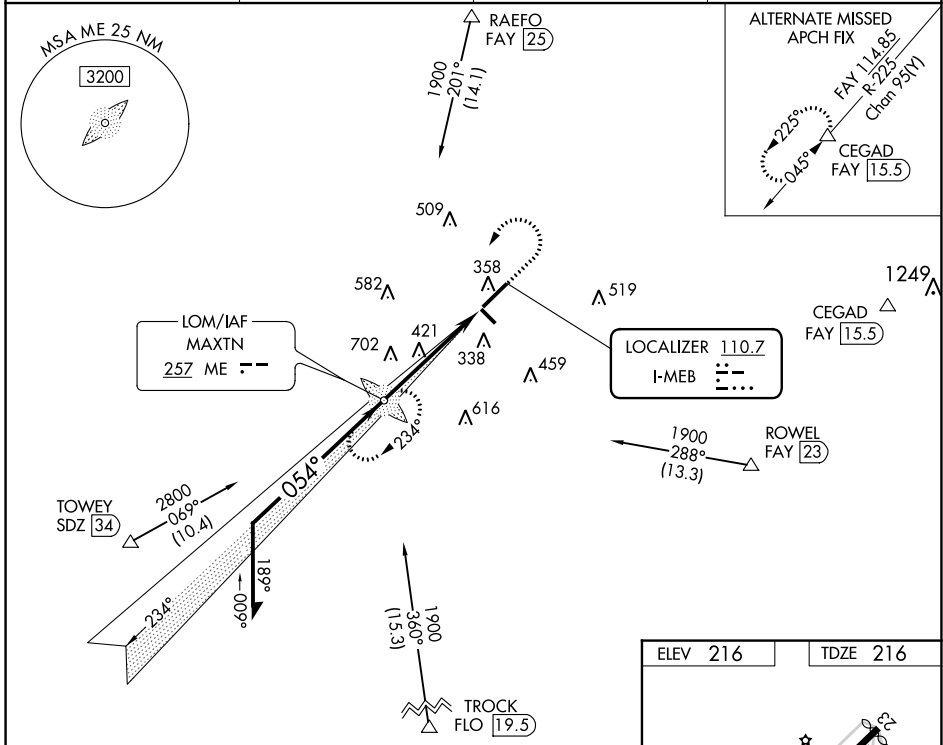 MSA ME 25 NM
3200
RAEFO
FAY 25
1900
201°
(14.1)
ALTERNATE MISSED
APCH FIX
FAY 114.85
R-225
Chan 95(Y)
225°
045°
CEGAD
FAY 15.5
509
358
582
519
1249
CEGAD
FAY 15.5
LOM/IAF
MAXTN
257 ME
702
421
338
459
LOCALIZER 110.7
I-MEB
616
234°
1900
288°
(13.3)
ROWEL
FAY 23
054°
TOWEY
SDZ 34
2800
069°
(10.4)
189°
009°
234°
1900
360°
(15.3)
TROCK
FLO 19.5
ELEV 216
TDZE 216
23